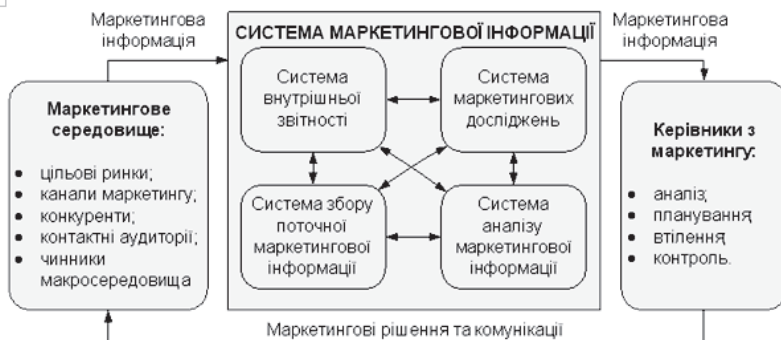 Маркетингова
інформація
СИСТЕМА МАРКЕТИНГОВОЇ ІНФОРМАЦІЇ
Маркетингова
інформація
Маркетингове
середовище:
• цільові ринки;
• канали маркетингу;
• конкуренти;
• контактні аудиторії;
• чинники
макросередовища
Система
внутрішньої
звітності
Система
маркетингових
досліджень
Система збору
поточної
маркетингової
інформації
Система
аналізу
маркетингової
інформації
Керівники з
маркетингу:
• аналіз;
• планування;
• втілення;
• контроль.
Маркетингові рішення та комунікації